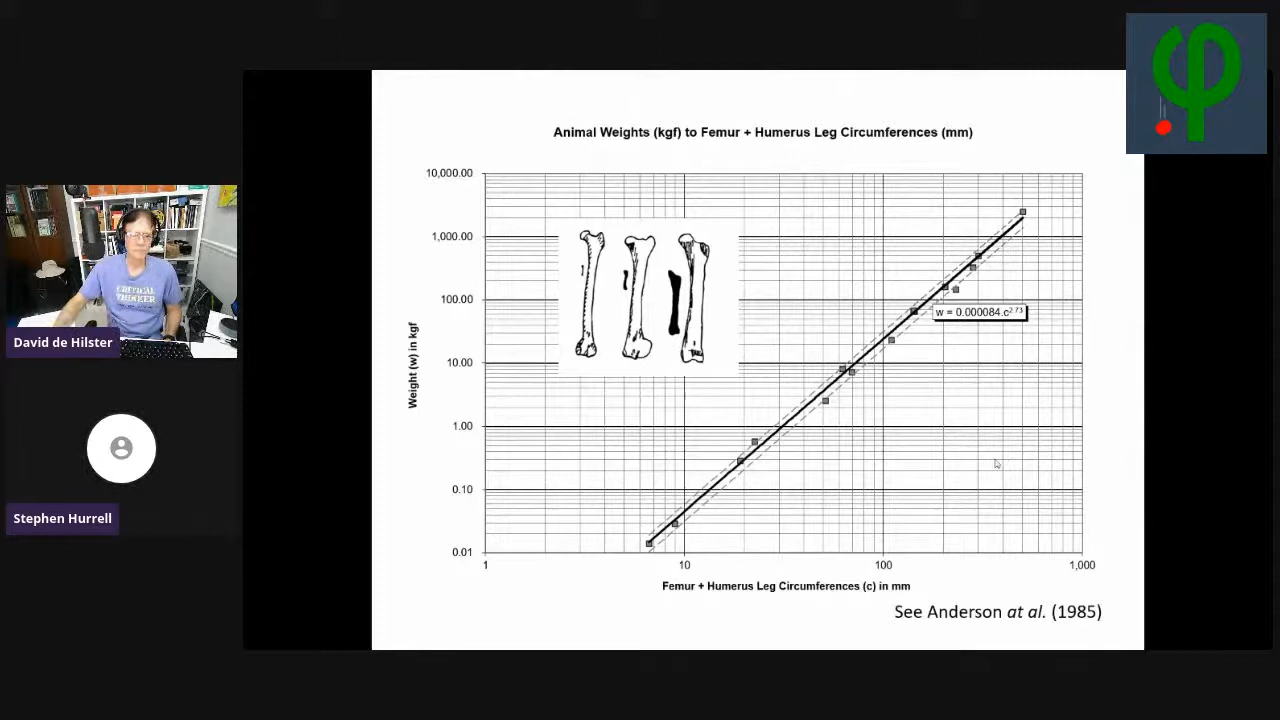 Animal Weights (kgf) to Femur + Humerus Leg Circumferences (mm)
10,000.00
1,000.00
100.00
10.00
1.00
0.10
0.01
Weight (w) in kgf
w = 0.000084.c^2.73
1
10
100
1,000
Femur + Humerus Leg Circumferences (c) in mm
See Anderson at al. (1985)
CRITICAL
THINKER
David de Hilster
Stephen Hurrell
φ